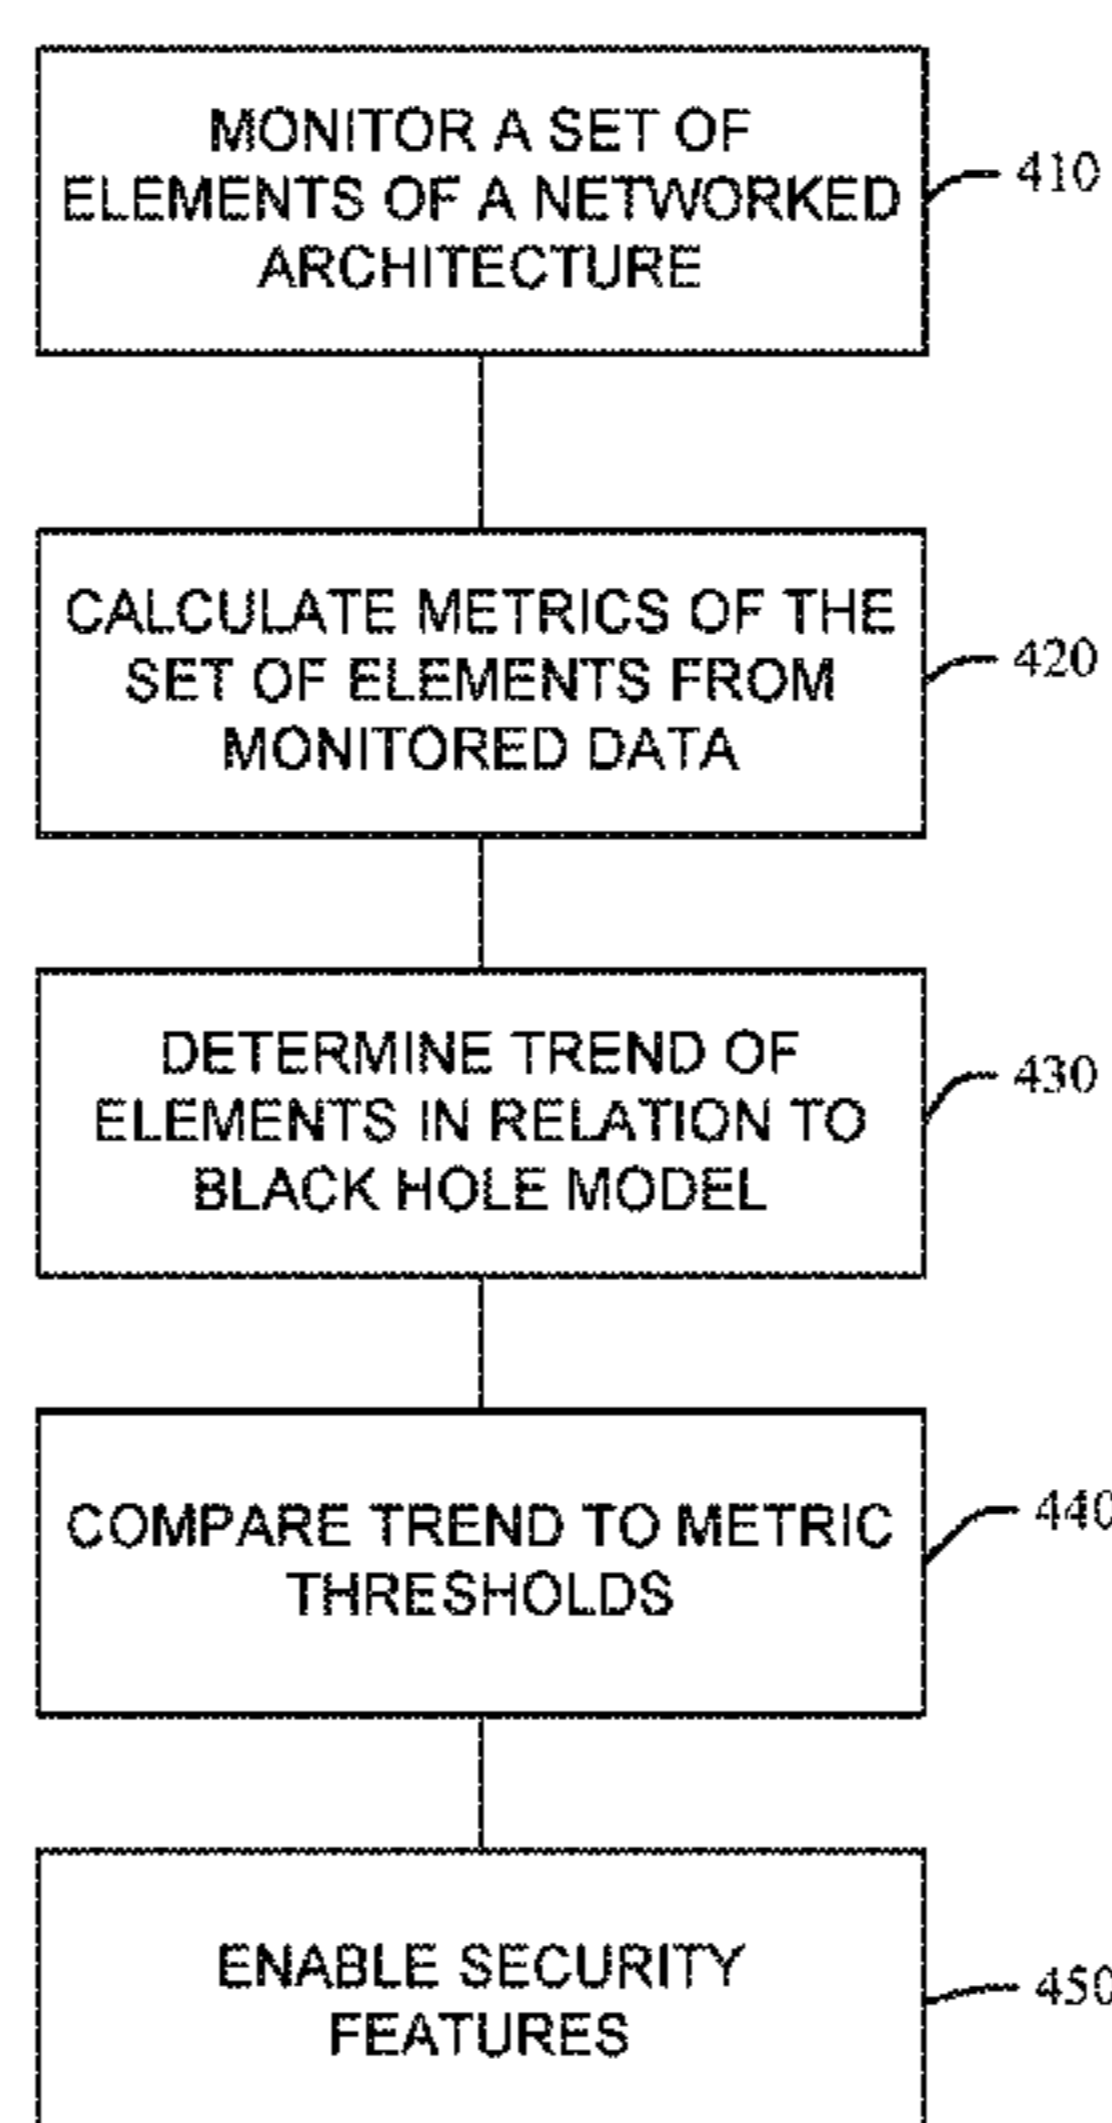 MONITOR A SET OF
ELEMENTS OF A NETWORKED
ARCHITECTURE
410
CALCULATE METRICS OF THE
SET OF ELEMENTS FROM
MONITORED DATA
420
DETERMINE TREND OF
ELEMENTS IN RELATION TO
BLACK HOLE MODEL
430
COMPARE TREND TO METRIC
THRESHOLDS
440
ENABLE SECURITY
FEATURES
450